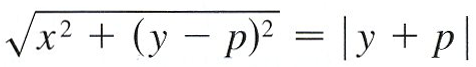 √(x² + (y − p)²) = |y + p|